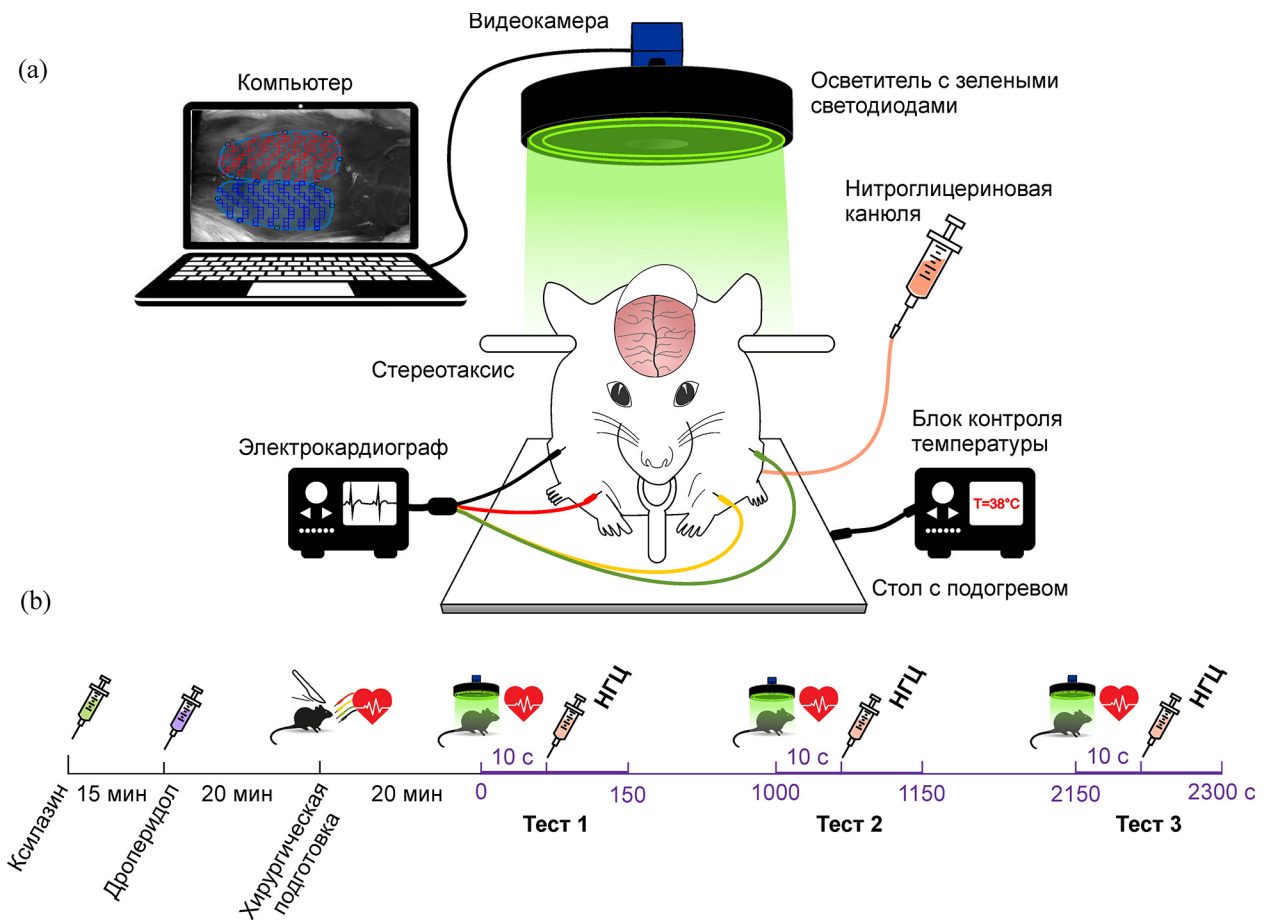 (a)
Видеокамера
Компьютер
Осветитель с зелеными
светодиодами
Нитроглицериновая
канюля
Стереотаксис
Электрокардиограф
Блок контроля
температуры
T=38°C
Стол с подогревом
(b)
НГЦ
НГЦ
НГЦ
10 с
10 с
10 с
15 мин
20 мин
20 мин
0
150
1000
1150
2150
2300 с
Ксилазин
Дроперидол
Хирургическая
подготовка
Тест 1
Тест 2
Тест 3